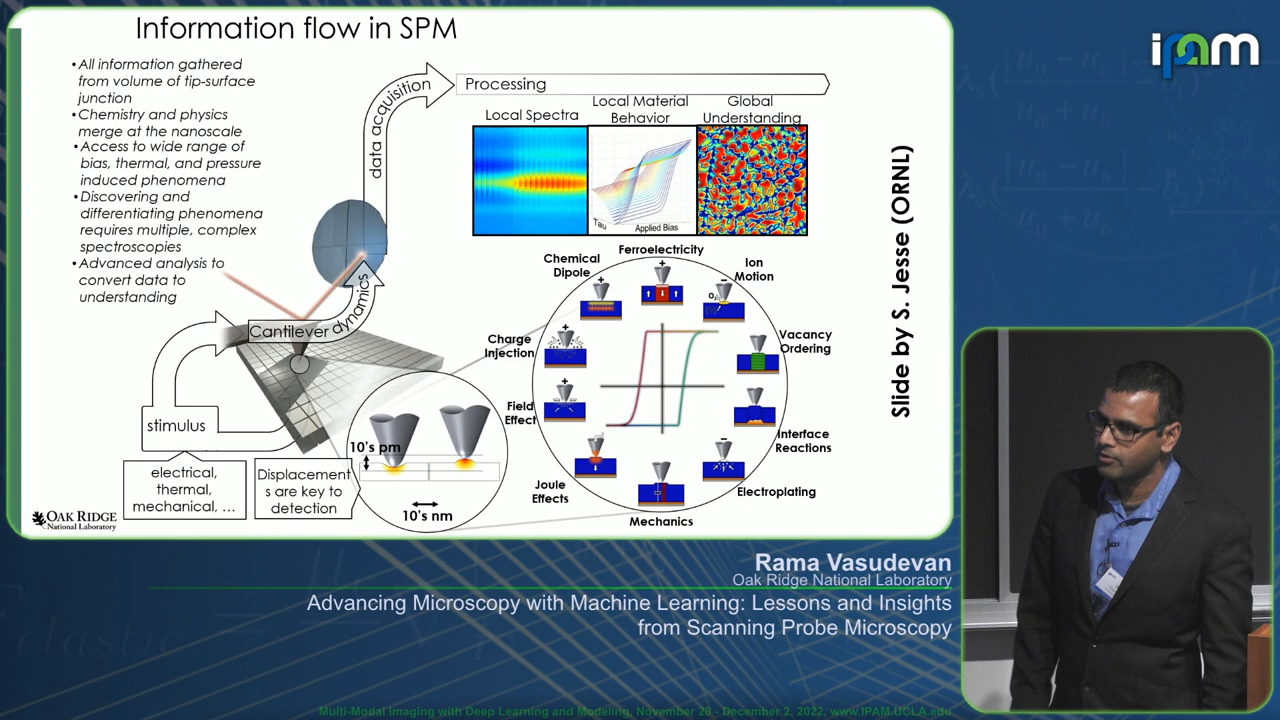 Information flow in SPM
•All information gathered
from volume of tip-surface
junction
•Chemistry and physics
merge at the nanoscale
•Access to wide range of
bias, thermal, and pressure
induced phenomena
•Discovering and
differentiating phenomena
requires multiple, complex
spectroscopies
•Advanced analysis to
convert data to
understanding
stimulus
electrical,
thermal,
mechanical, …
Displacement
s are key to
detection
Cantilever dynamics
data acquisition
Processing
Local Spectra
Local Material
Behavior
Global
Understanding
Tau
Applied Bias
10's pm
10's nm
Ferroelectricity
Ion
Motion
Vacancy
Ordering
Interface
Reactions
Electroplating
Mechanics
Joule
Effects
Field
Effect
Charge
Injection
Chemical
Dipole
Slide by S. Jesse (ORNL)
OAK RIDGE
National Laboratory
ipam
Rama Vasudevan
Oak Ridge National Laboratory
Advancing Microscopy with Machine Learning: Lessons and Insights
from Scanning Probe Microscopy
Multi-Modal Imaging with Deep Learning and Modeling, November 28 - December 2, 2022, www.IPAM.UCLA.edu